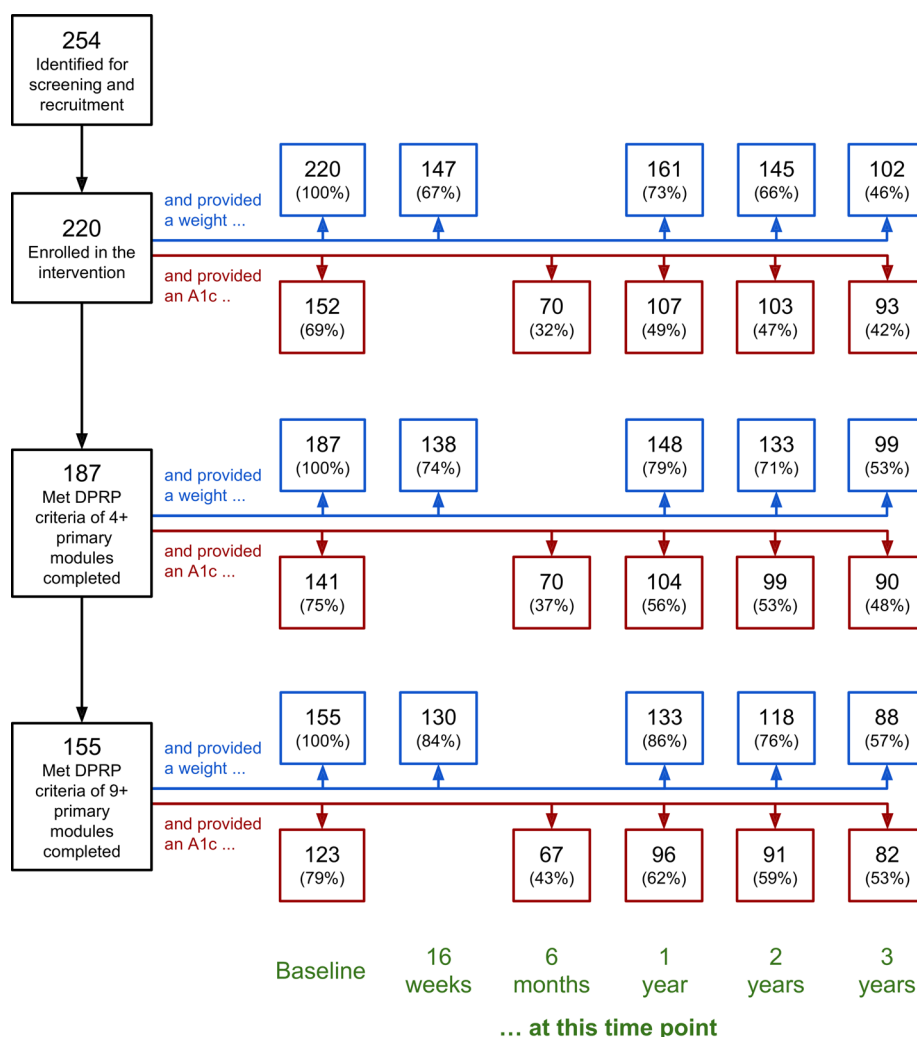 254
Identified for
screening and
recruitment
220
Enrolled in the
intervention
and provided
a weight ...
220
(100%)
147
(67%)
161
(73%)
145
(66%)
102
(46%)
and provided
an A1c ..
152
(69%)
70
(32%)
107
(49%)
103
(47%)
93
(42%)
187
Met DPRP
criteria of 4+
primary
modules
completed
and provided
a weight ...
187
(100%)
138
(74%)
148
(79%)
133
(71%)
99
(53%)
and provided
an A1c ...
141
(75%)
70
(37%)
104
(56%)
99
(53%)
90
(48%)
155
Met DPRP
criteria of 9+
primary
modules
completed
and provided
a weight ...
155
(100%)
130
(84%)
133
(86%)
118
(76%)
88
(57%)
and provided
an A1c ...
123
(79%)
67
(43%)
96
(62%)
91
(59%)
82
(53%)
Baseline
16
weeks
6
months
1
year
2
years
3
years
... at this time point